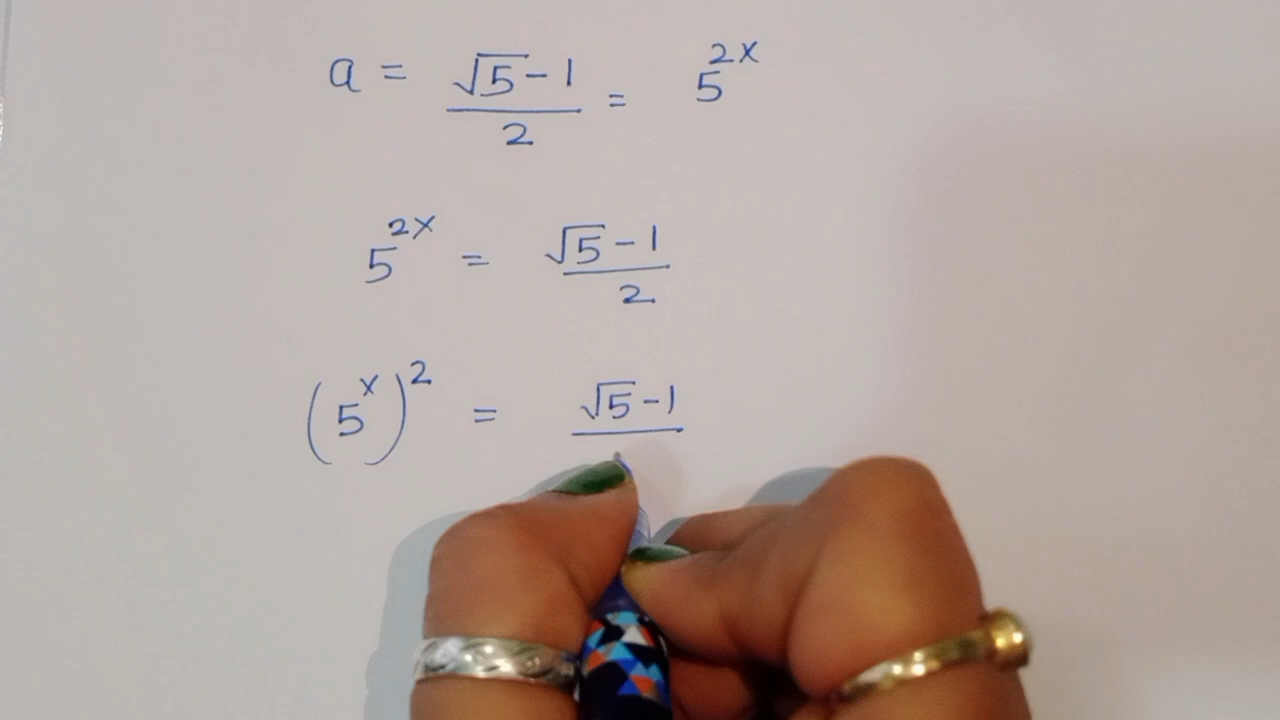 a = (√5-1)/2 = 5^2x
5^2x = (√5-1)/2
(5^x)^2 = √5-1